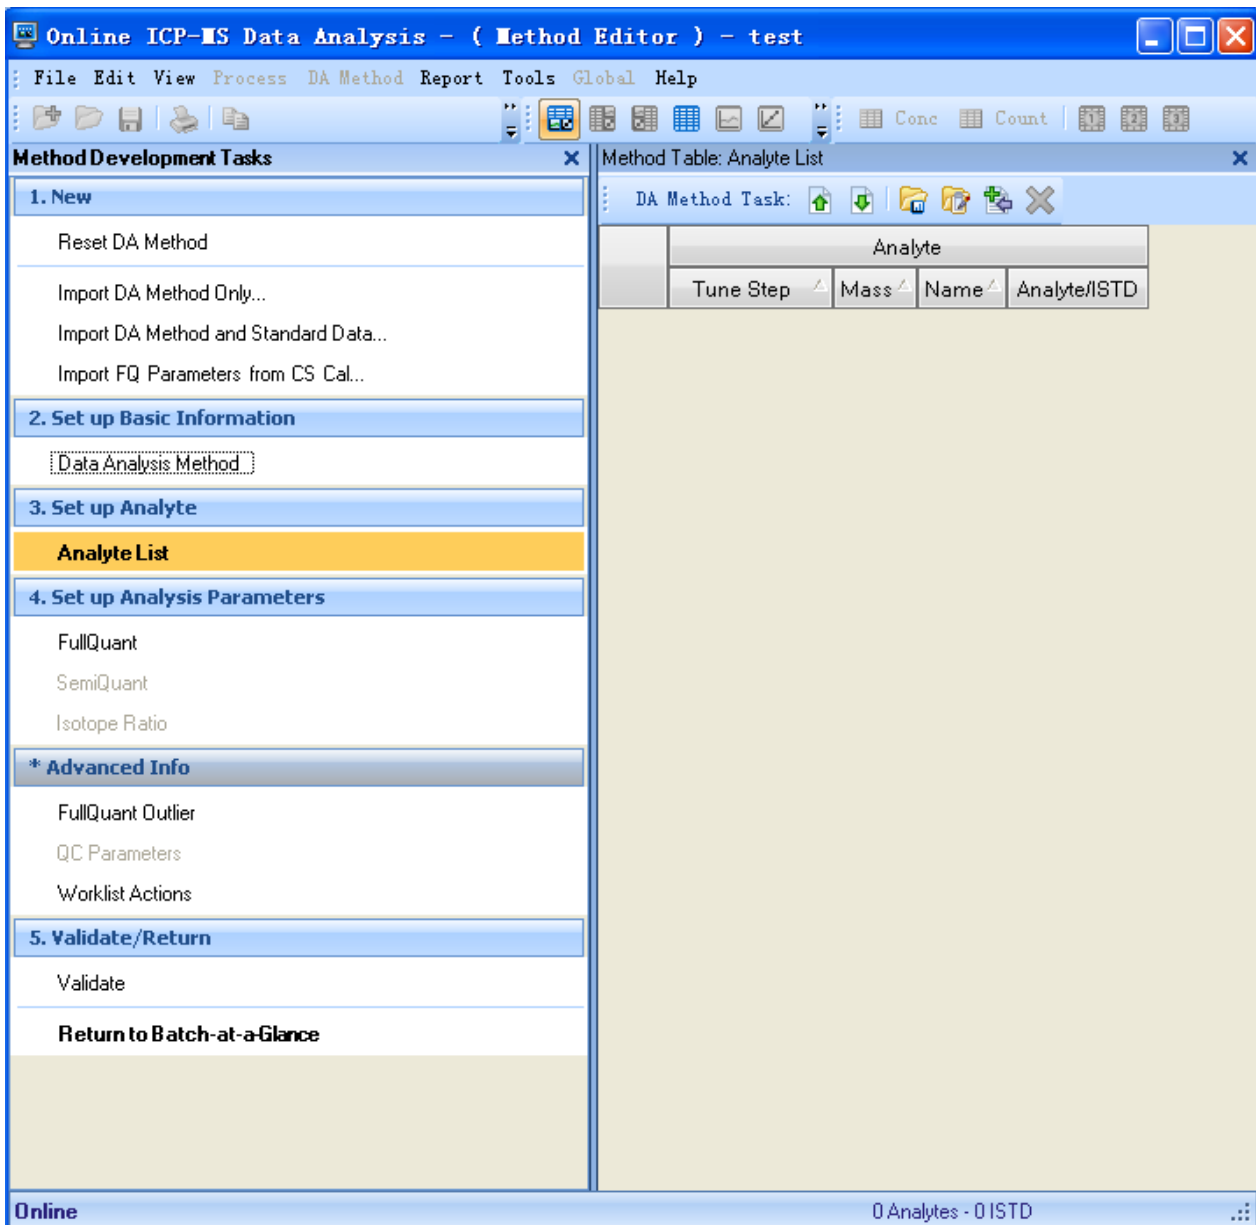 Online ICP-MS Data Analysis - ( Method Editor ) - test
File Edit View Process DA Method Report Tools Global Help
Conc Count 1 2 3
Method Development Tasks
1. New
Reset DA Method
Import DA Method Only...
Import DA Method and Standard Data...
Import FQ Parameters from CS Cal...
2. Set up Basic Information
Data Analysis Method
3. Set up Analyte
Analyte List
4. Set up Analysis Parameters
FullQuant
SemiQuant
Isotope Ratio
* Advanced Info
FullQuant Outlier
QC Parameters
Worklist Actions
5. Validate/Return
Validate
Return to Batch-at-a-Glance
Method Table: Analyte List
DA Method Task:
Analyte
Tune Step Mass Name Analyte/ISTD
Online
0 Analytes - 0 ISTD